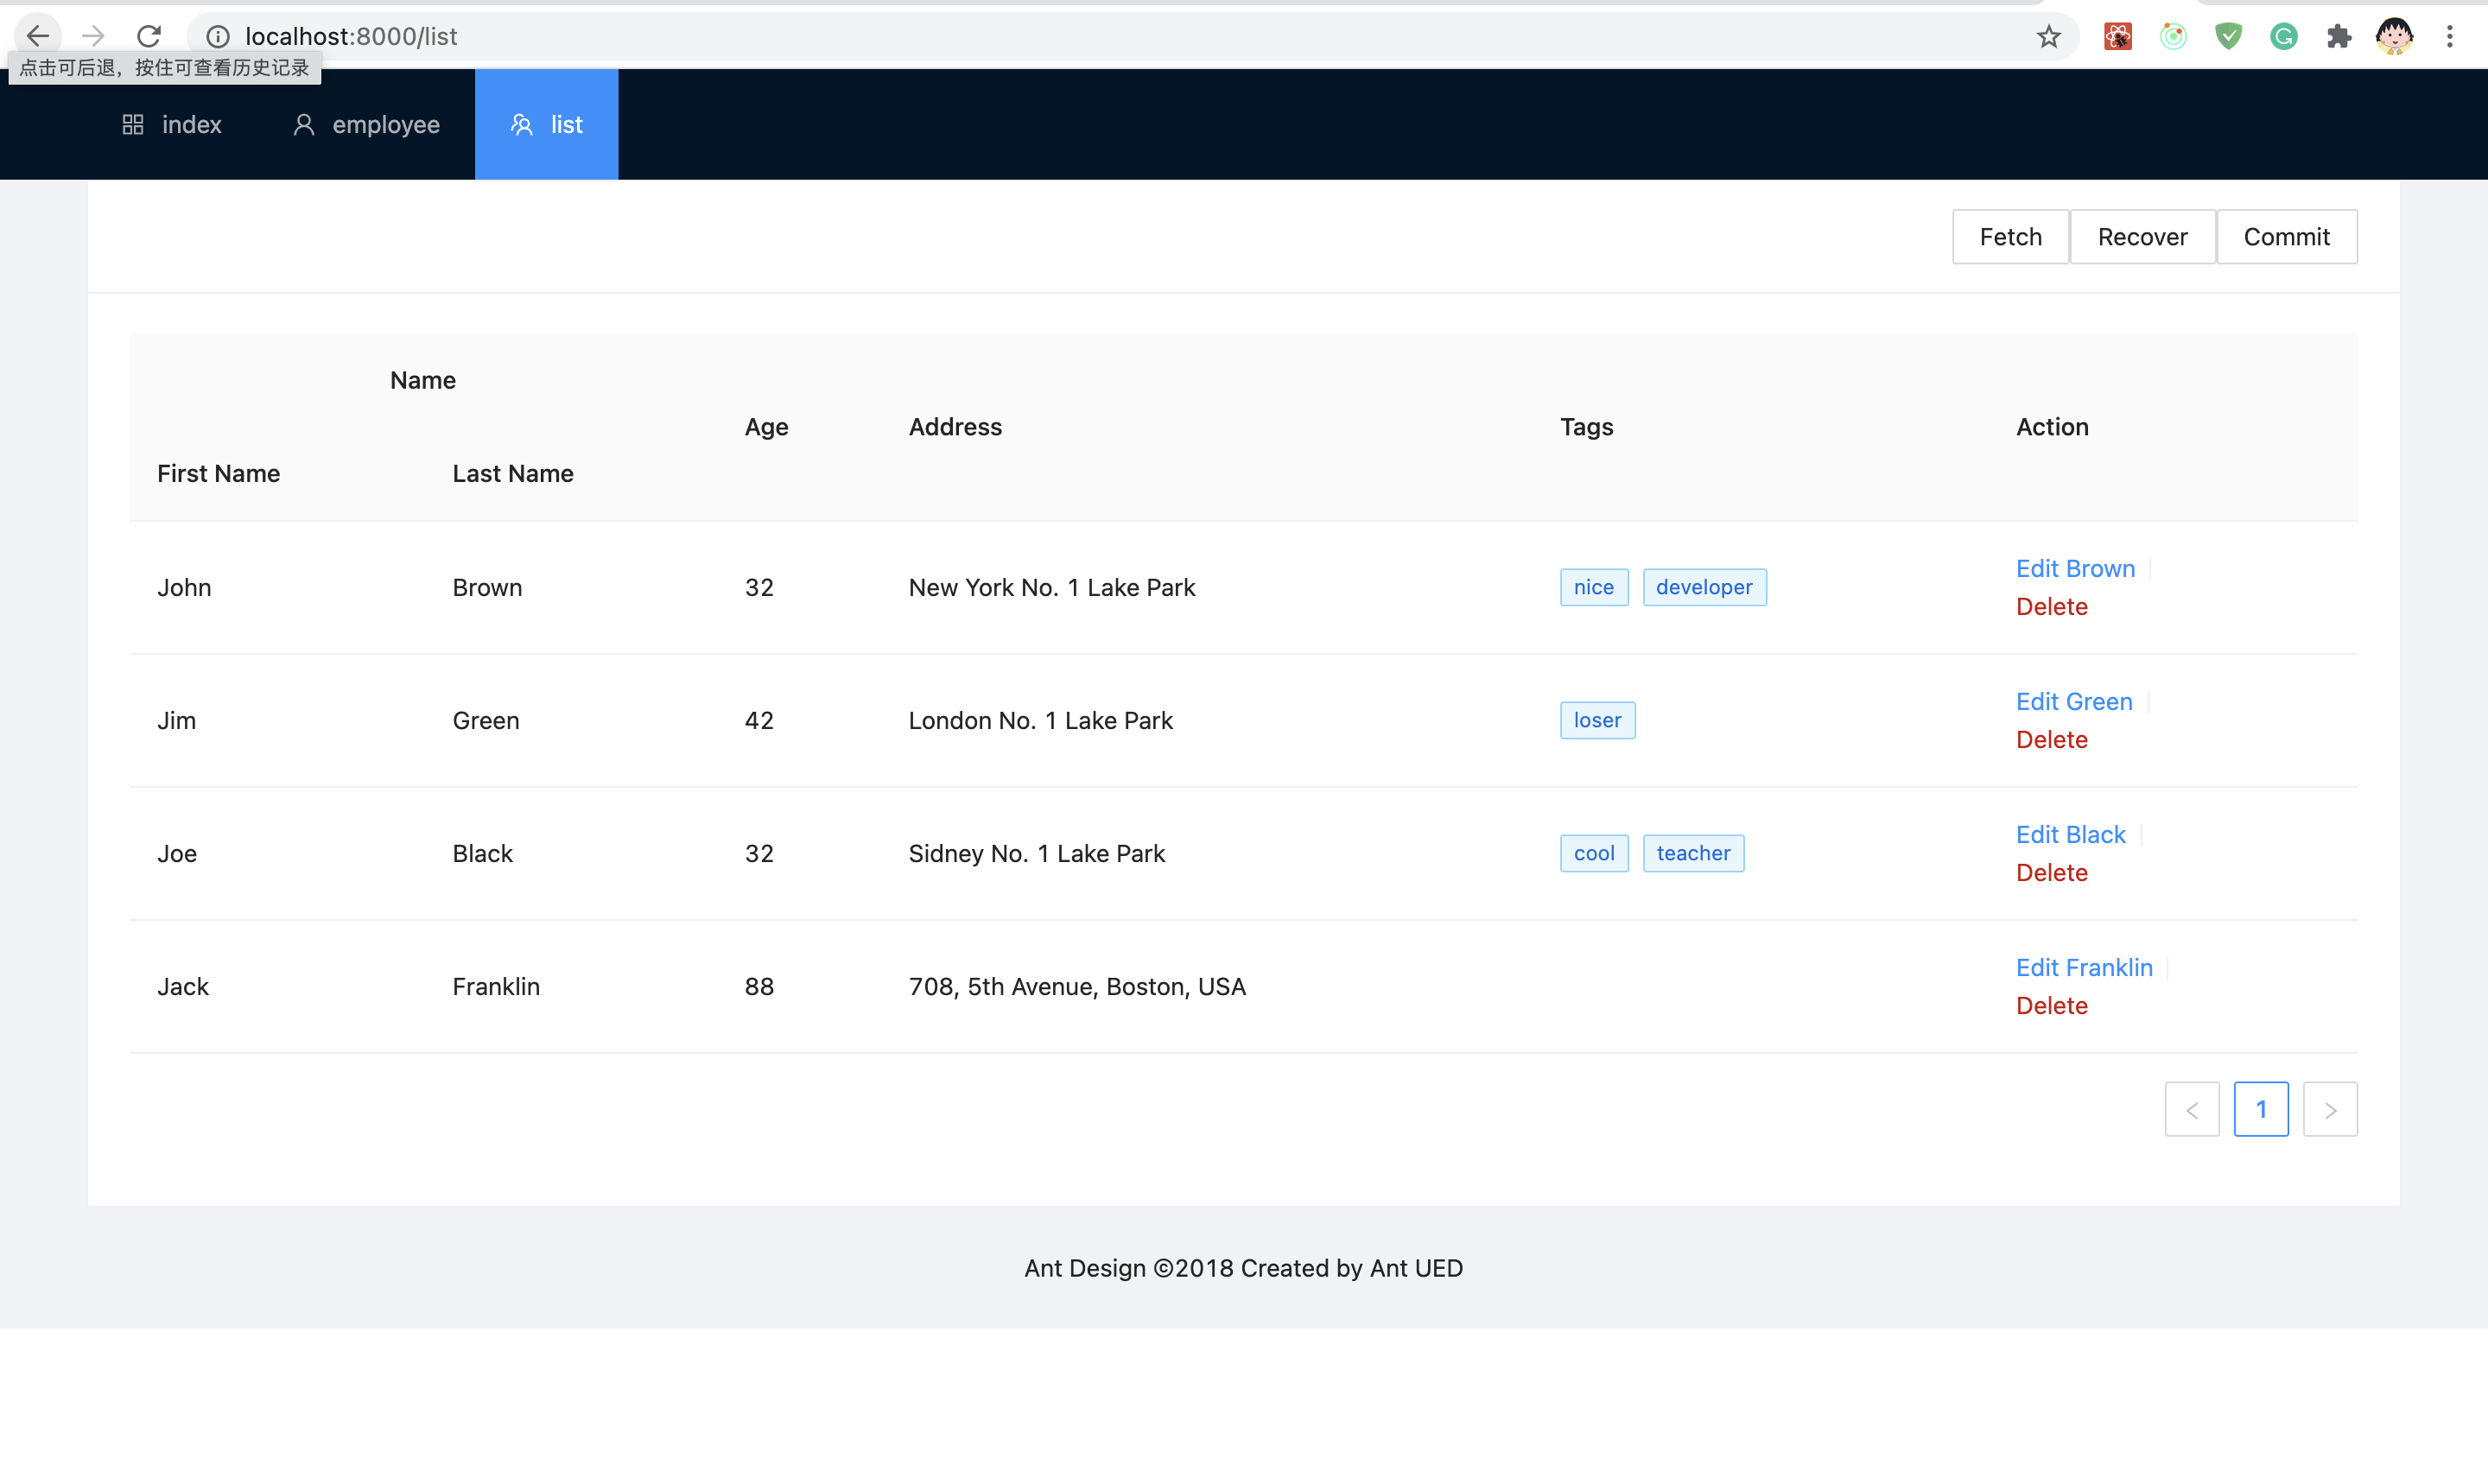 localhost:8000/list
点击可后退，按住可查看历史记录
index employee list
Fetch Recover Commit
Name
Age Address Tags Action
First Name Last Name
John Brown 32 New York No. 1 Lake Park nice developer Edit Brown
Delete
Jim Green 42 London No. 1 Lake Park loser Edit Green
Delete
Joe Black 32 Sidney No. 1 Lake Park cool teacher Edit Black
Delete
Jack Franklin 88 708, 5th Avenue, Boston, USA Edit Franklin
Delete
< 1 >
Ant Design ©2018 Created by Ant UED